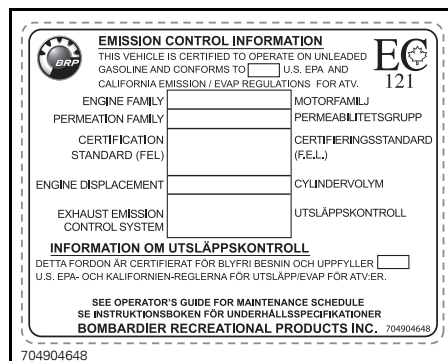 EMISSION CONTROL INFORMATION
THIS VEHICLE IS CERTIFIED TO OPERATE ON UNLEADED
GASOLINE AND CONFORMS TO U.S. EPA AND
CALIFORNIA EMISSION / EVAP REGULATIONS FOR ATV.
BRP
EC
121
ENGINE FAMILY MOTORFAMILJ
PERMEATION FAMILY PERMEABILITETSGRUPP
CERTIFICATION CERTIFIERINGSSTANDARD
STANDARD (FEL) (F.E.L.)
ENGINE DISPLACEMENT CYLINDERVOLYM
EXHAUST EMISSION UTSLÄPPSKONTROLL
CONTROL SYSTEM
INFORMATION OM UTSLÄPPSKONTROLL
DETTA FORDON ÄR CERTIFIERAT FÖR BLYFRI BESNIN OCH UPPFYLLER
U.S. EPA- OCH KALIFORNIEN-REGLERNA FÖR UTSLÄPP/EVAP FÖR ATV:ER.
SEE OPERATOR'S GUIDE FOR MAINTENANCE SCHEDULE
SE INSTRUKTIONSBOKEN FÖR UNDERHÅLLSSPECIFIKATIONER
BOMBARDIER RECREATIONAL PRODUCTS INC. 704904648
704904648